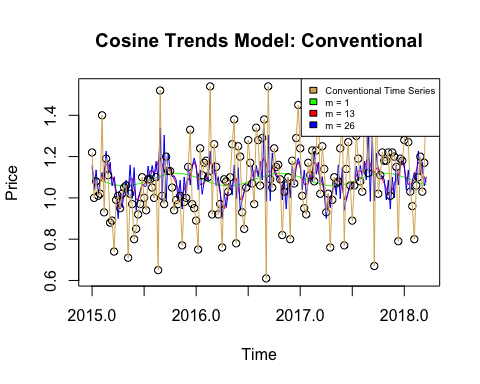 Cosine Trends Model: Conventional
Conventional Time Series
m = 1
m = 13
m = 26
Price
1.4
1.2
1.0
0.8
0.6
2015.0
2016.0
2017.0
2018.0
Time